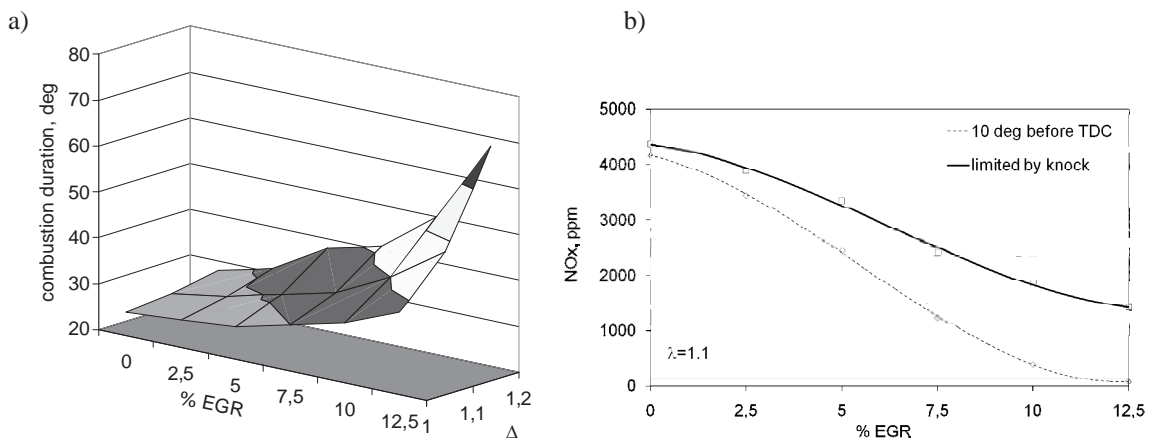 a)
80
70
60
50
40
30
20
combustion duration, deg
0
2,5
5
7,5
10
12,5
% EGR
1
1,1
1,2
Δ
b)
5000
4000
3000
2000
1000
0
NOx, ppm
10 deg before TDC
limited by knock
λ=1.1
0
2,5
5
7,5
10
12,5
% EGR